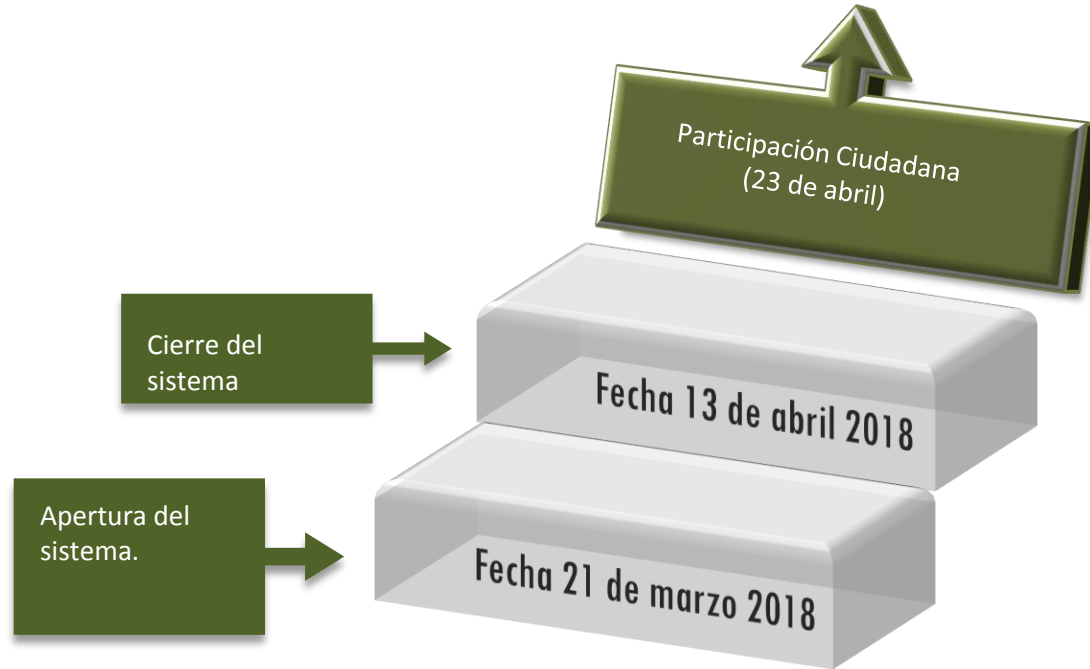 Participación Ciudadana
(23 de abril)
Cierre del
sistema
Fecha 13 de abril 2018
Apertura del
sistema.
Fecha 21 de marzo 2018